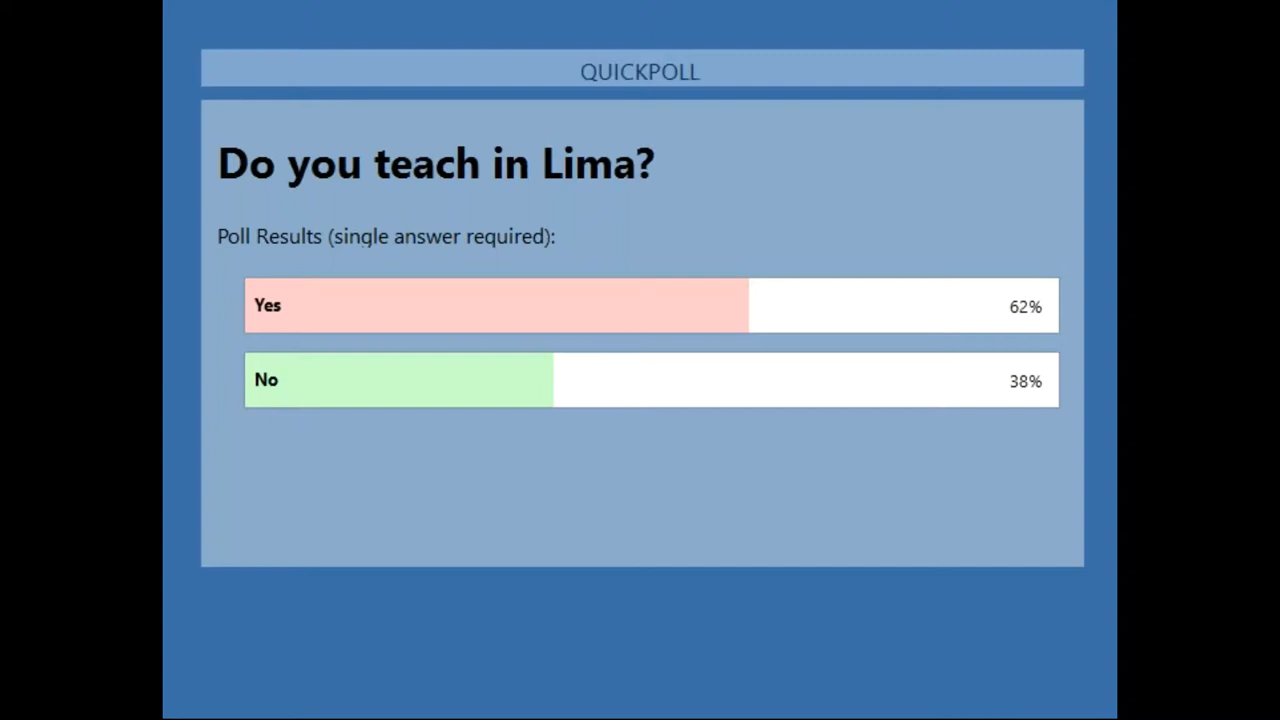 QUICKPOLL
Do you teach in Lima?
Poll Results (single answer required):
Yes 62%
No 38%